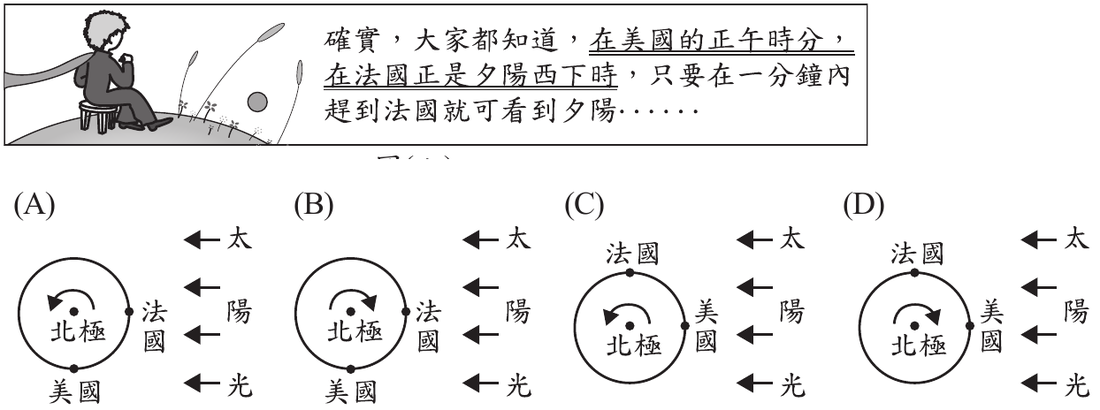 確實，大家都知道，在美國的正午時分，
在法國正是夕陽西下時，只要在一分鐘內
趕到法國就可看到夕陽‧‧‧‧‧‧
(A)
太
陽
光
北極
法國
美國
(B)
太
陽
光
北極
法國
美國
(C)
太
陽
光
法國
北極
美國
(D)
太
陽
光
法國
北極
美國